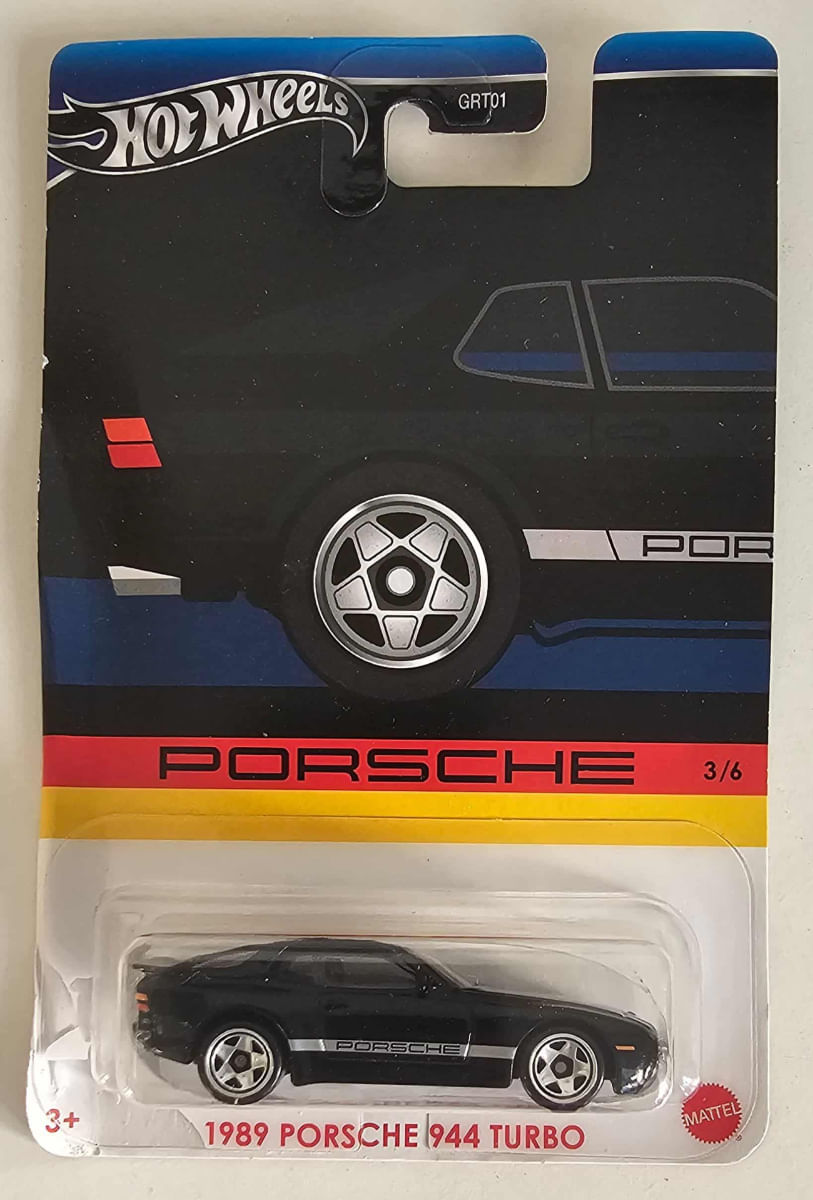 HOT WHEELS
GRT01
POR
PORSCHE
3/6
PORSCHE
3+
1989 PORSCHE 944 TURBO
MATTEL